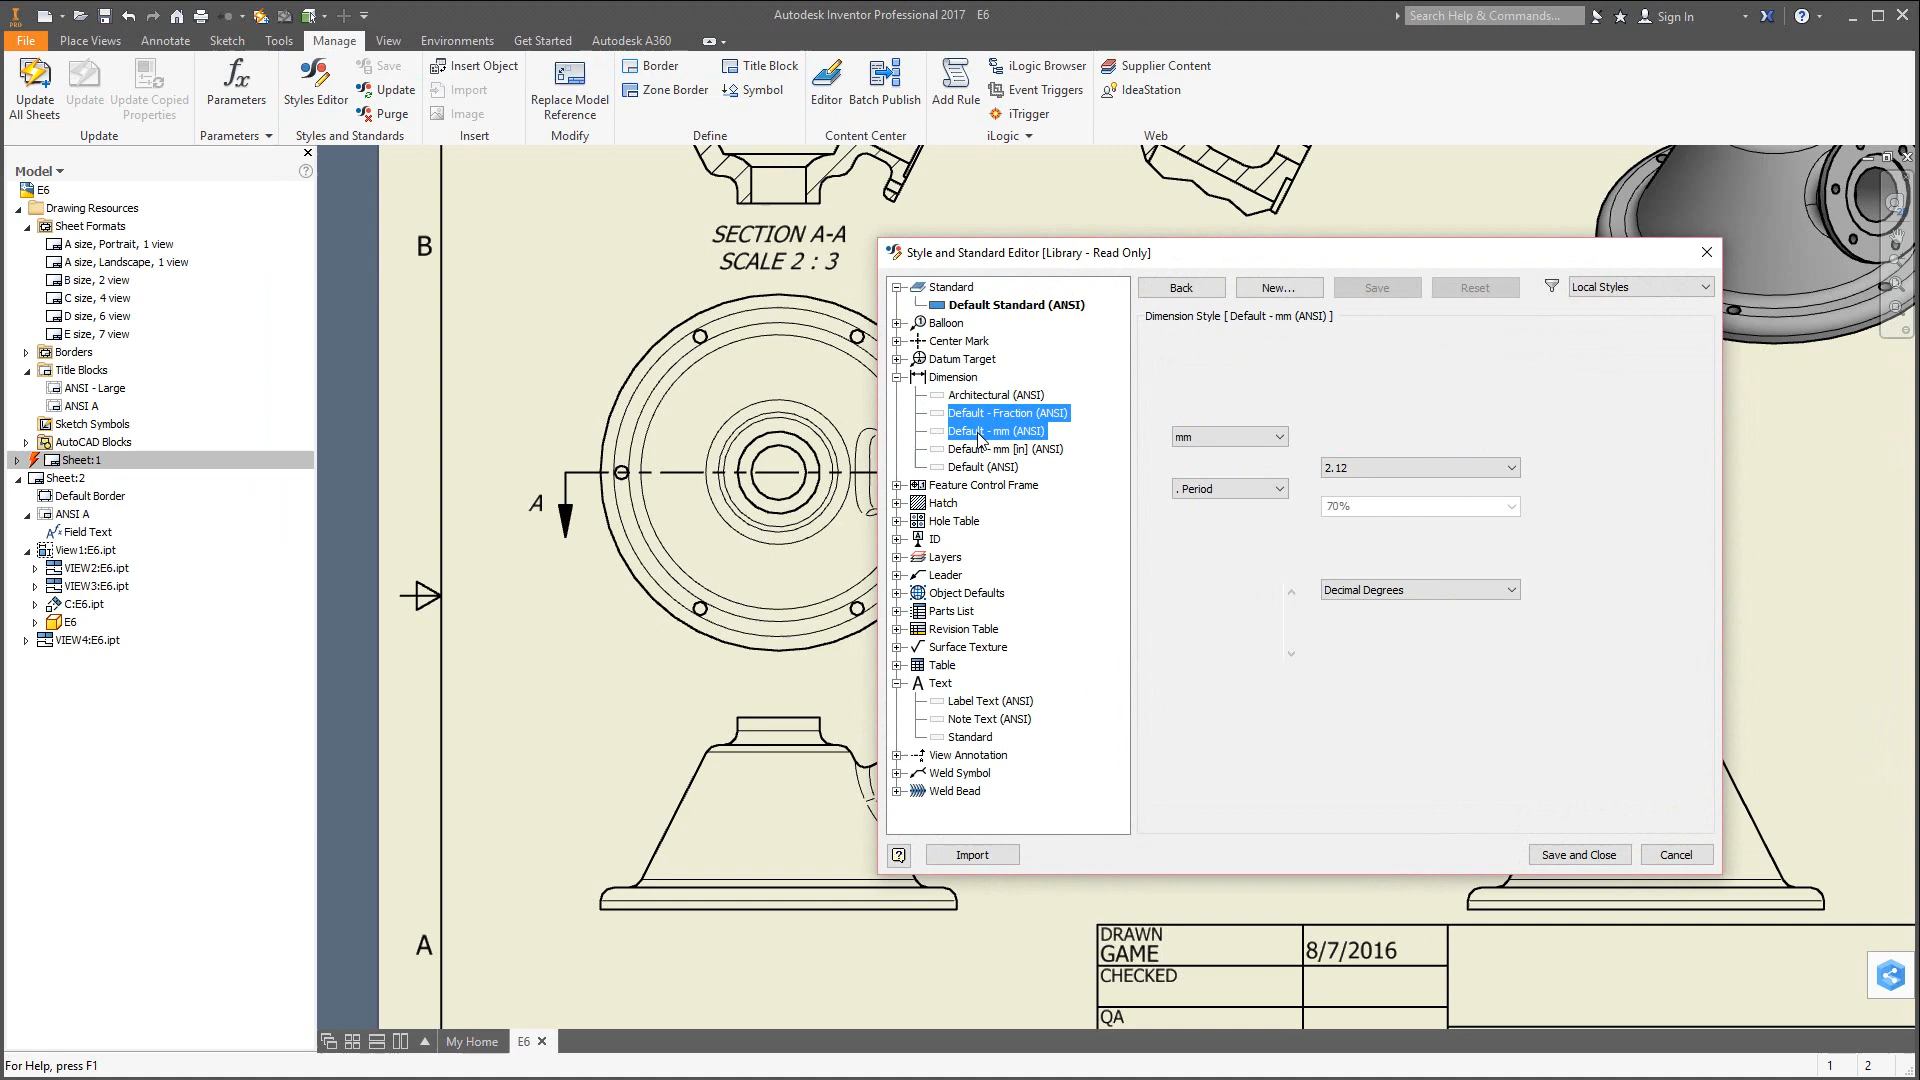 PRO
Autodesk Inventor Professional 2017 E6
Search Help & Commands...
Sign In
File Place Views Annotate Sketch Tools Manage View Environments Get Started Autodesk A360
Update All Sheets
Update
Update Copied Properties
Update
Parameters
Parameters
Styles Editor
Save
Update
Purge
Styles and Standards
Insert Object
Import
Image
Insert
Replace Model Reference
Modify
Border
Zone Border
Title Block
Symbol
Define
Editor
Batch Publish
Content Center
Add Rule
iLogic Browser
Event Triggers
iTrigger
iLogic
Supplier Content
IdeaStation
Web
Model
E6
Drawing Resources
Sheet Formats
A size, Portrait, 1 view
A size, Landscape, 1 view
B size, 2 view
C size, 4 view
D size, 6 view
E size, 7 view
Borders
Title Blocks
ANSI - Large
ANSI A
Sketch Symbols
AutoCAD Blocks
Sheet:1
Sheet:2
Default Border
ANSI A
Field Text
View1:E6.ipt
VIEW2:E6.ipt
VIEW3:E6.ipt
C:E6.ipt
E6
VIEW4:E6.ipt
B
SECTION A-A
SCALE 2 : 3
A
A
DRAWN
GAME
8/7/2016
CHECKED
QA
Style and Standard Editor [Library - Read Only]
Standard
Default Standard (ANSI)
Balloon
Center Mark
Datum Target
Dimension
Architectural (ANSI)
Default - Fraction (ANSI)
Default - mm (ANSI)
Default - mm [in] (ANSI)
Default (ANSI)
Feature Control Frame
Hatch
Hole Table
ID
Layers
Leader
Object Defaults
Parts List
Revision Table
Surface Texture
Table
Text
Label Text (ANSI)
Note Text (ANSI)
Standard
View Annotation
Weld Symbol
Weld Bead
Back
New...
Save
Reset
Local Styles
Dimension Style [ Default - mm (ANSI) ]
mm
2.12
. Period
70%
Decimal Degrees
Import
Save and Close
Cancel
My Home
E6
For Help, press F1
1
2